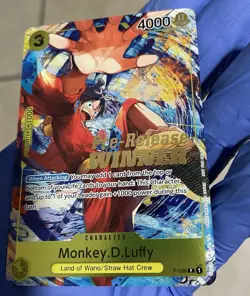 3
4000
Pre-Release
WINNER
When Attacking You may add 1 card from the top or
bottom of your Life cards to your hand: This Character
and up to 1 of your Leader gain +1000 power during this
turn.
CHARACTER
Monkey.D.Luffy
Land of Wano/Straw Hat Crew
P
1